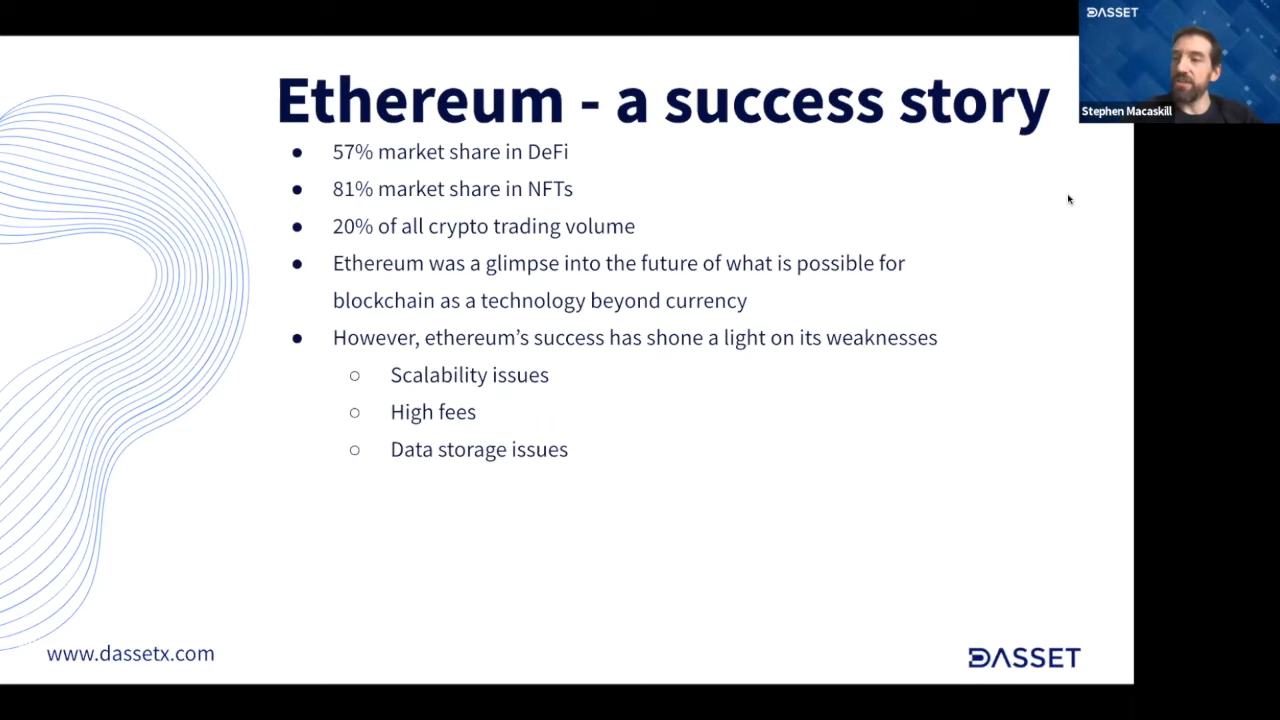 DASSET
Stephen Macaskill
Ethereum - a success story
● 57% market share in DeFi
● 81% market share in NFTs
● 20% of all crypto trading volume
● Ethereum was a glimpse into the future of what is possible for
blockchain as a technology beyond currency
● However, ethereum’s success has shone a light on its weaknesses
○ Scalability issues
○ High fees
○ Data storage issues
www.dassetx.com
DASSET